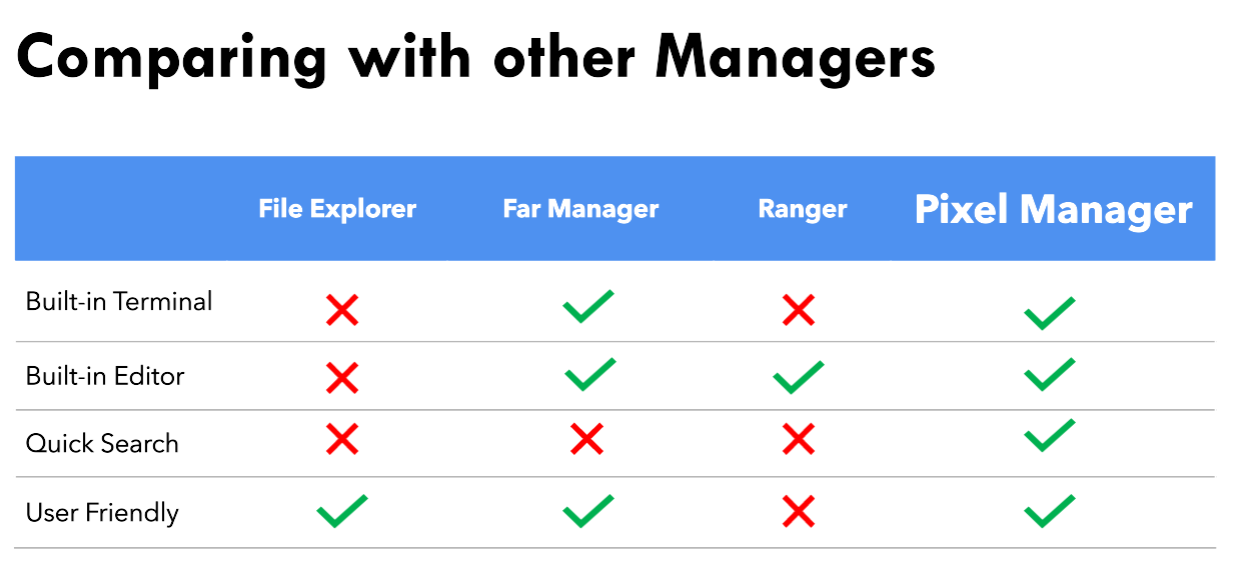 Comparing with other Managers
File Explorer Far Manager Ranger Pixel Manager
Built-in Terminal
Built-in Editor
Quick Search
User Friendly